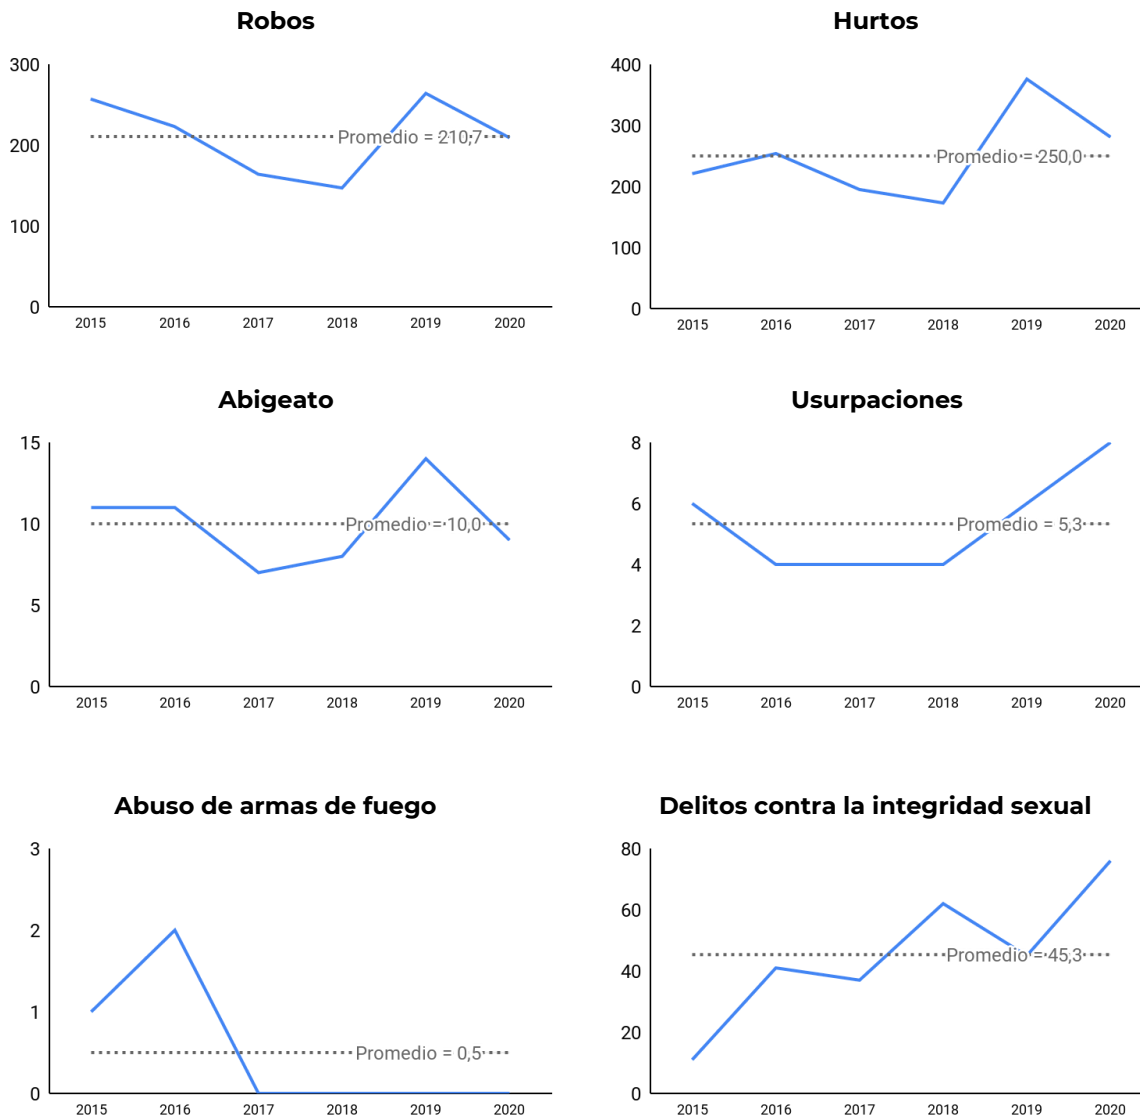 Robos
300
200
100
0
Promedio = 210,7
2015 2016 2017 2018 2019 2020
Hurtos
400
300
200
100
0
Promedio = 250,0
2015 2016 2017 2018 2019 2020
Abigeato
15
10
5
0
Promedio = 10,0
2015 2016 2017 2018 2019 2020
Usurpaciones
8
6
4
2
0
Promedio = 5,3
2015 2016 2017 2018 2019 2020
Abuso de armas de fuego
3
2
1
0
Promedio = 0,5
2015 2016 2017 2018 2019 2020
Delitos contra la integridad sexual
80
60
40
20
0
Promedio = 45,3
2015 2016 2017 2018 2019 2020